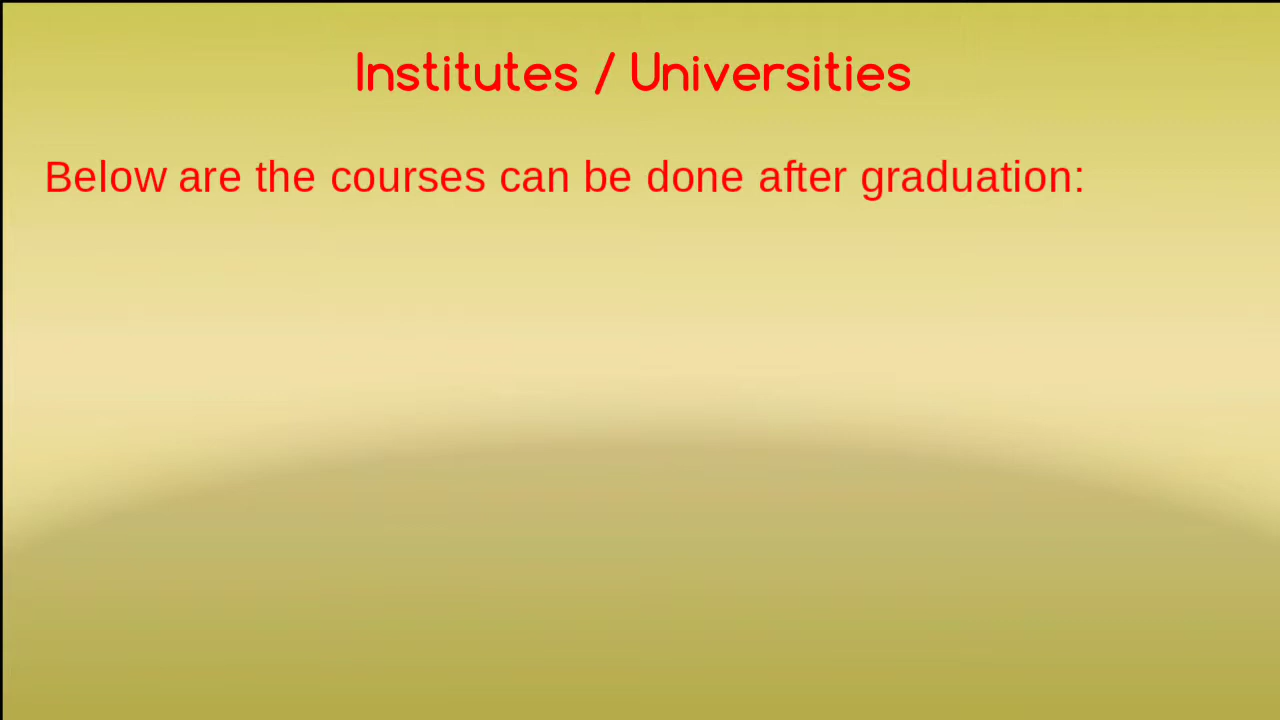 Institutes / Universities
Below are the courses can be done after graduation: